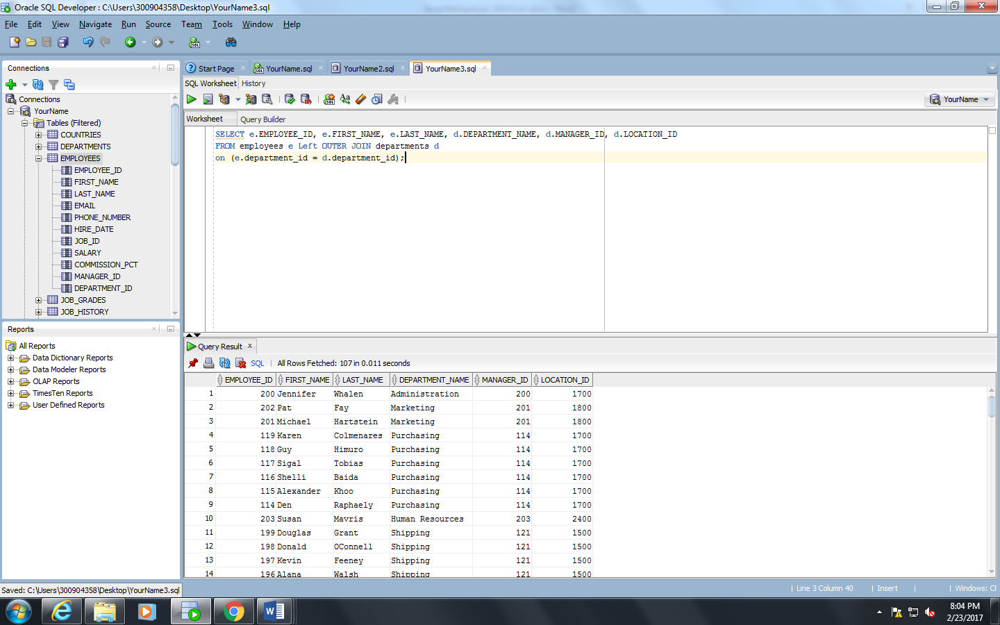 Oracle SQL Developer : C:\Users\300904358\Desktop\YourName3.sql
File Edit View Navigate Run Source Team Tools Window Help
Connections
Connections
YourName
Tables (Filtered)
COUNTRIES
DEPARTMENTS
EMPLOYEES
EMPLOYEE_ID
FIRST_NAME
LAST_NAME
EMAIL
PHONE_NUMBER
HIRE_DATE
JOB_ID
SALARY
COMMISSION_PCT
MANAGER_ID
DEPARTMENT_ID
JOB_GRADES
JOB_HISTORY
Reports
All Reports
Data Dictionary Reports
Data Modeler Reports
OLAP Reports
TimesTen Reports
User Defined Reports
Start Page YourName.sql YourName2.sql YourName3.sql
SQL Worksheet History
YourName
Worksheet Query Builder
SELECT e.EMPLOYEE_ID, e.FIRST_NAME, e.LAST_NAME, d.DEPARTMENT_NAME, d.MANAGER_ID, d.LOCATION_ID
FROM employees e Left OUTER JOIN departments d
on (e.department_id = d.department_id);
Query Result
SQL | All Rows Fetched: 107 in 0.011 seconds
EMPLOYEE_ID FIRST_NAME LAST_NAME DEPARTMENT_NAME MANAGER_ID LOCATION_ID
1 200 Jennifer Whalen Administration 200 1700
2 202 Pat Fay Marketing 201 1800
3 201 Michael Hartstein Marketing 201 1800
4 119 Karen Colmenares Purchasing 114 1700
5 118 Guy Himuro Purchasing 114 1700
6 117 Sigal Tobias Purchasing 114 1700
7 116 Shelli Baida Purchasing 114 1700
8 115 Alexander Khoo Purchasing 114 1700
9 114 Den Raphaely Purchasing 114 1700
10 203 Susan Mavris Human Resources 203 2400
11 199 Douglas Grant Shipping 121 1500
12 198 Donald OConnell Shipping 121 1500
13 197 Kevin Feeney Shipping 121 1500
14 196 Alana Walsh Shipping 121 1500
Saved: C:\Users\300904358\Desktop\YourName3.sql
| Line 3 Column 40 | Insert | | Windows: CF
8:04 PM
2/23/2017